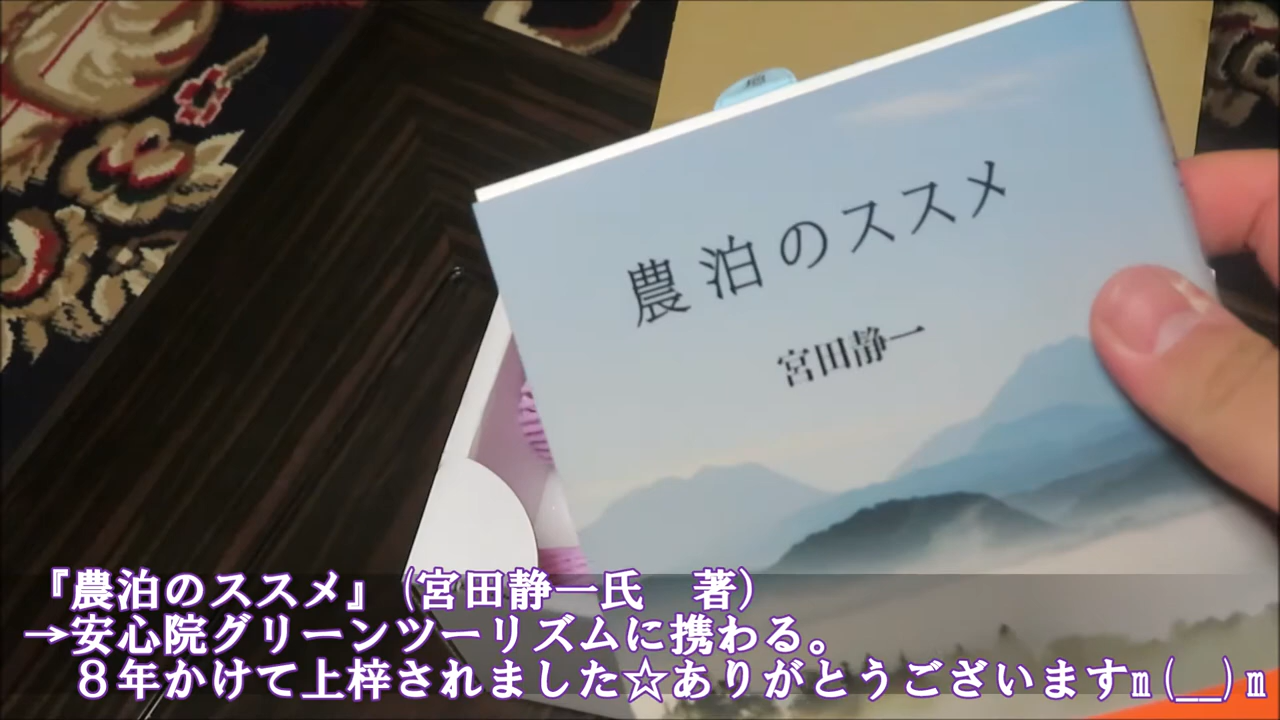 農泊のススメ
宮田静一
『農泊のススメ』(宮田静一氏　著)
→安心院グリーンツーリズムに携わる。
８年かけて上梓されました☆ありがとうございますm(__)m